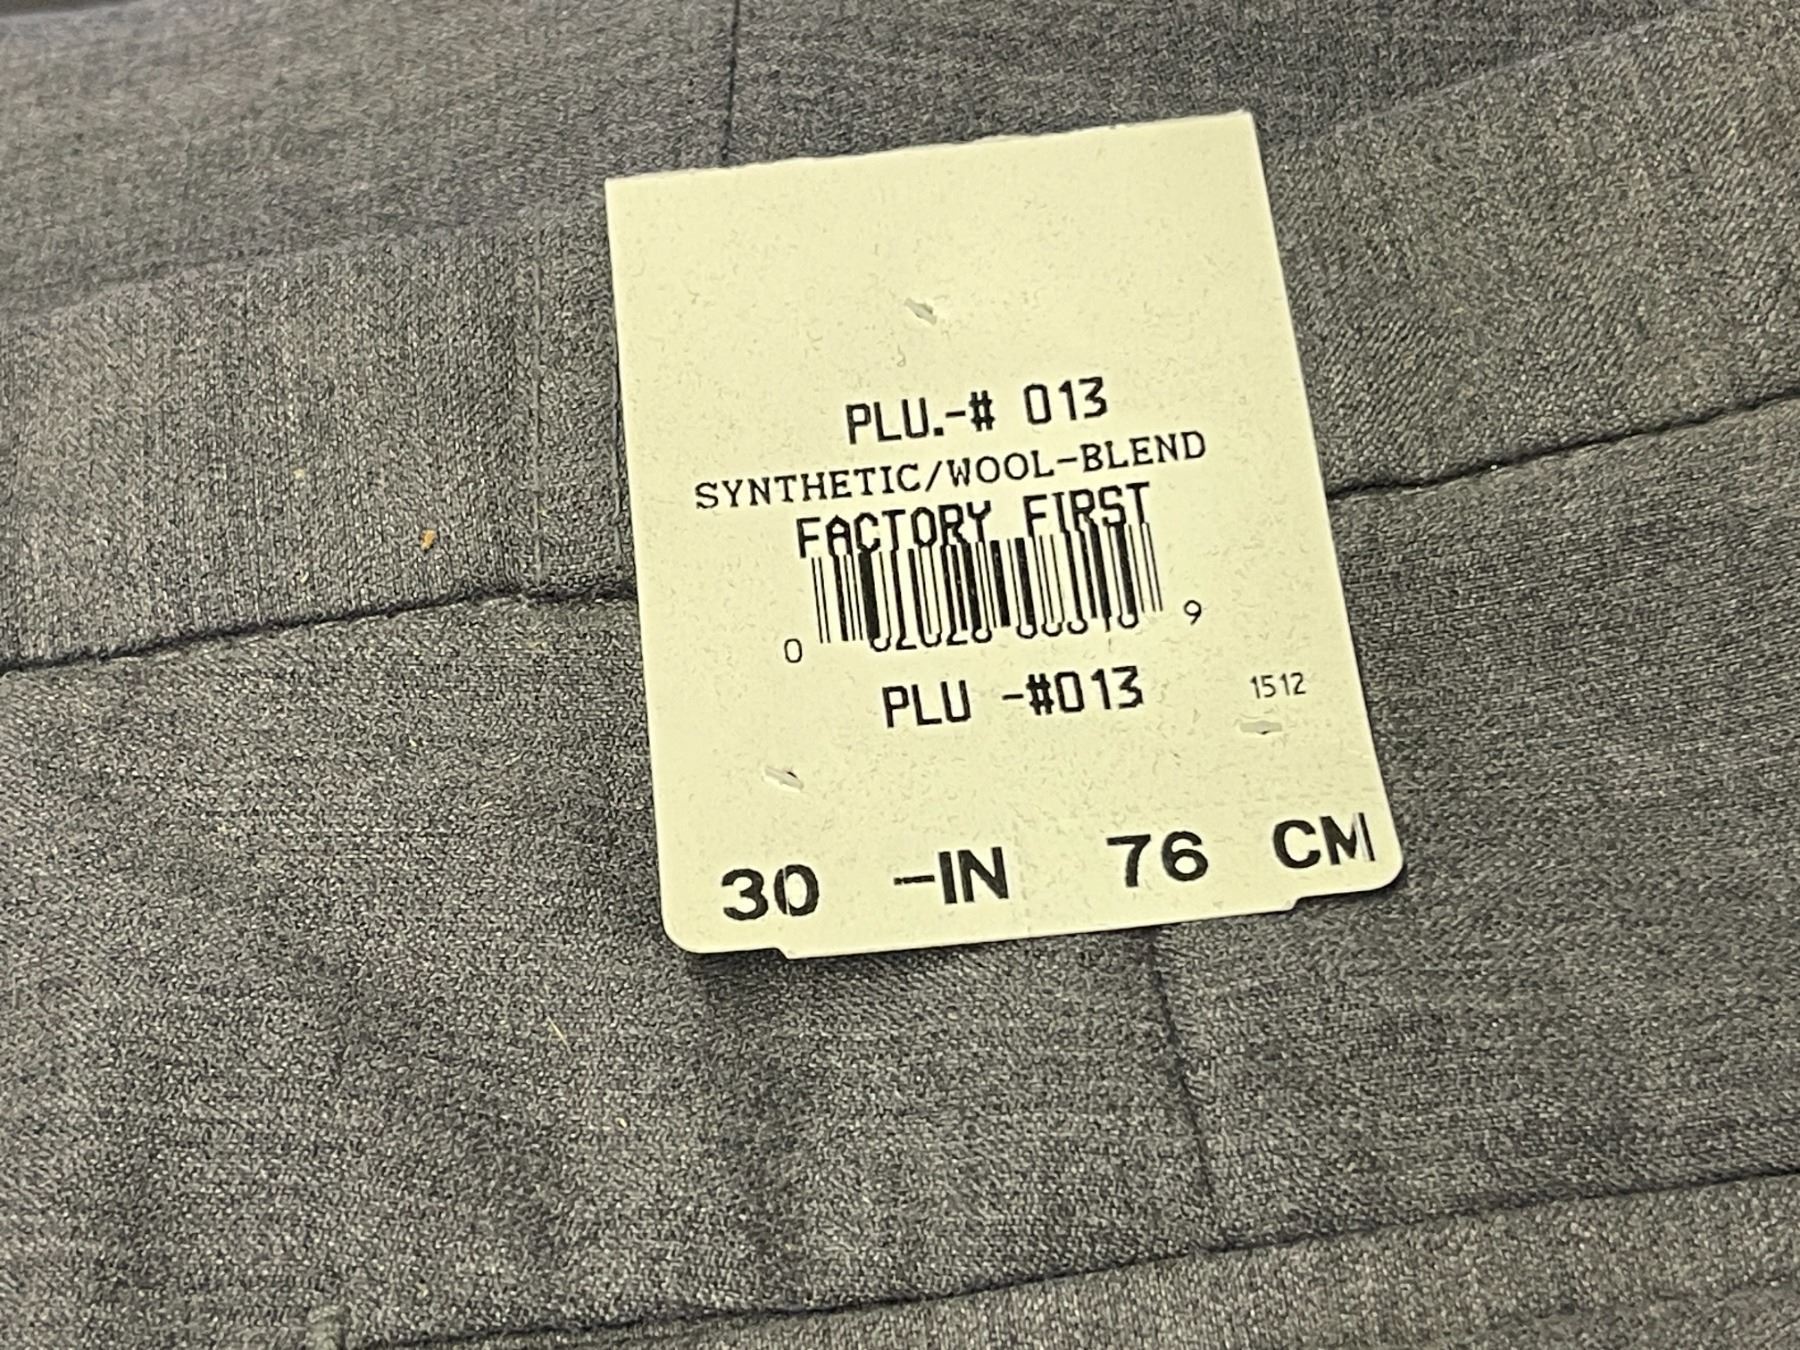 PLU.-# 013
SYNTHETIC/WOOL-BLEND
FACTORY FIRST
0 9
PLU -#013 1512
30 -IN 76 CM